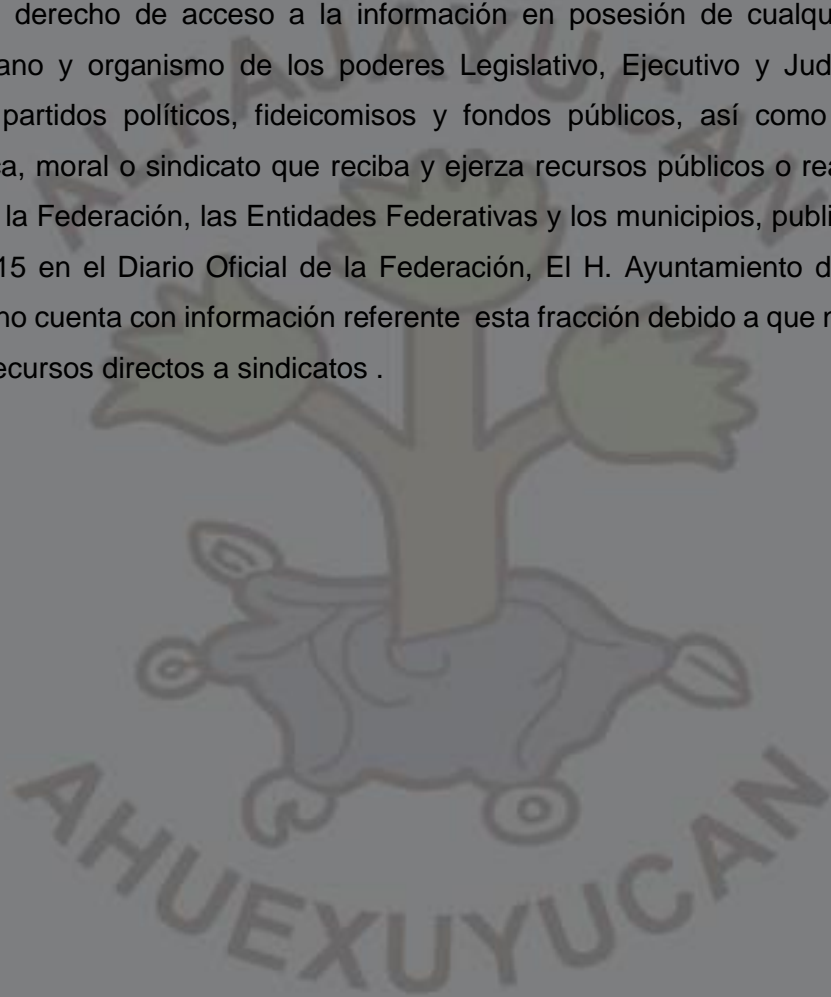 derecho de acceso a la información en posesión de cualqu
ano y organismo de los poderes Legislativo, Ejecutivo y Jud
partidos políticos, fideicomisos y fondos públicos, así como
a, moral o sindicato que reciba y ejerza recursos públicos o rea
la Federación, las Entidades Federativas y los municipios, publi
15 en el Diario Oficial de la Federación, El H. Ayuntamiento d
no cuenta con información referente esta fracción debido a que
ecursos directos a sindicatos .
ALFAJAYUCAN
AHUEXUYUCAN